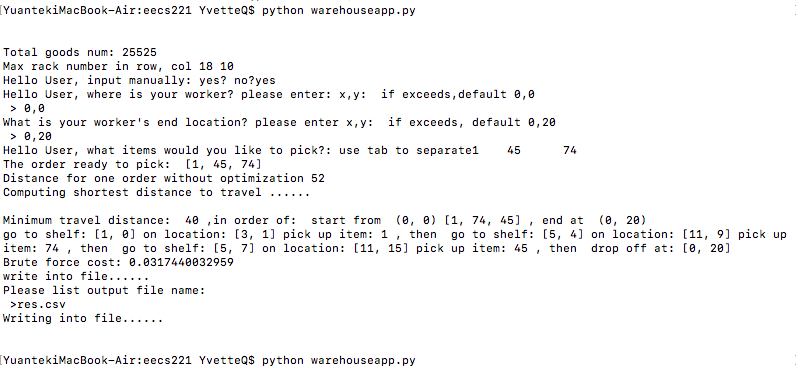 [YuantekiMacBook-Air:eecs221 YvetteQ$ python warehouseapp.py
Total goods num: 25525
Max rack number in row, col 18 10
Hello User, input manually: yes? no?yes
Hello User, where is your worker? please enter: x,y:  if exceeds,default 0,0
 > 0,0
What is your worker's end location? please enter x,y:  if exceeds, default 0,20
 > 0,20
Hello User, what items would you like to pick?: use tab to separate1    45      74
The order ready to pick:  [1, 45, 74]
Distance for one order without optimization 52
Computing shortest distance to travel ......
Minimum travel distance:  40 ,in order of:  start from  (0, 0) [1, 74, 45] , end at  (0, 20)
go to shelf: [1, 0] on location: [3, 1] pick up item: 1 , then  go to shelf: [5, 4] on location: [11, 9] pick up
item: 74 , then  go to shelf: [5, 7] on location: [11, 15] pick up item: 45 , then  drop off at: [0, 20]
Brute force cost: 0.0317440032959
write into file......
Please list output file name:
 >res.csv
Writing into file......
[YuantekiMacBook-Air:eecs221 YvetteQ$ python warehouseapp.py